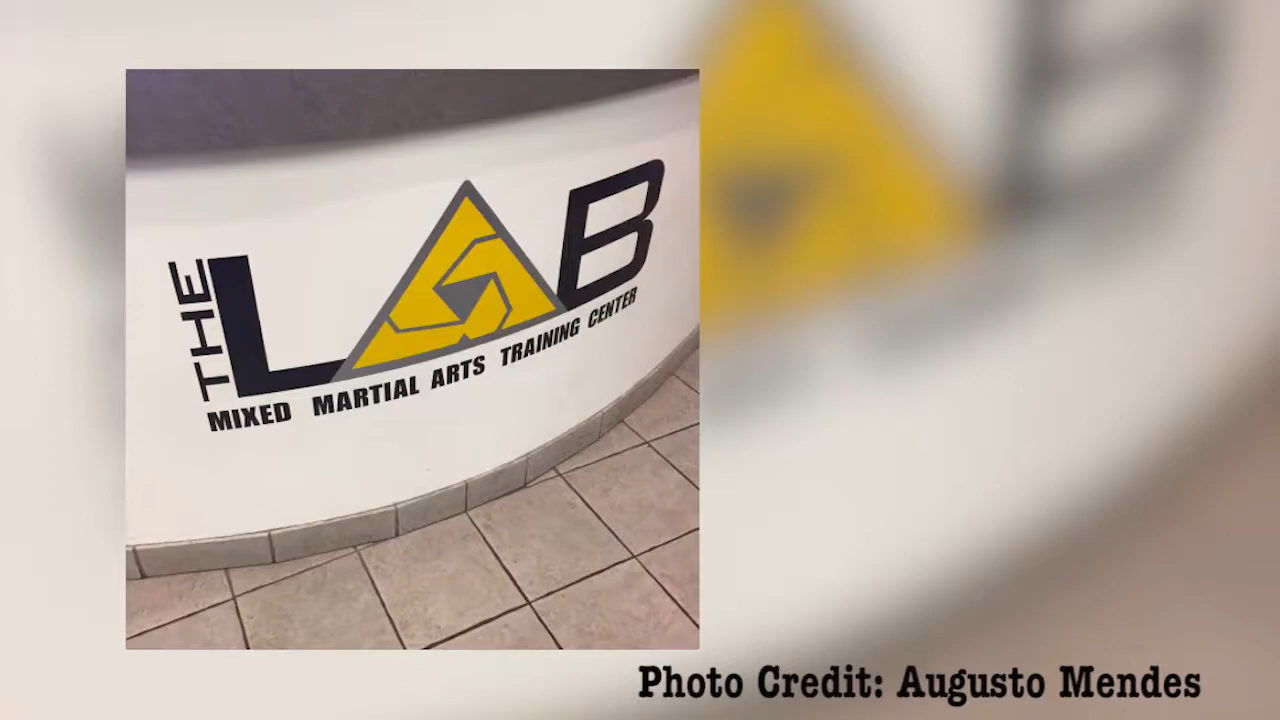 THE LAB
MIXED MARTIAL ARTS TRAINING CENTER
Photo Credit: Augusto Mendes